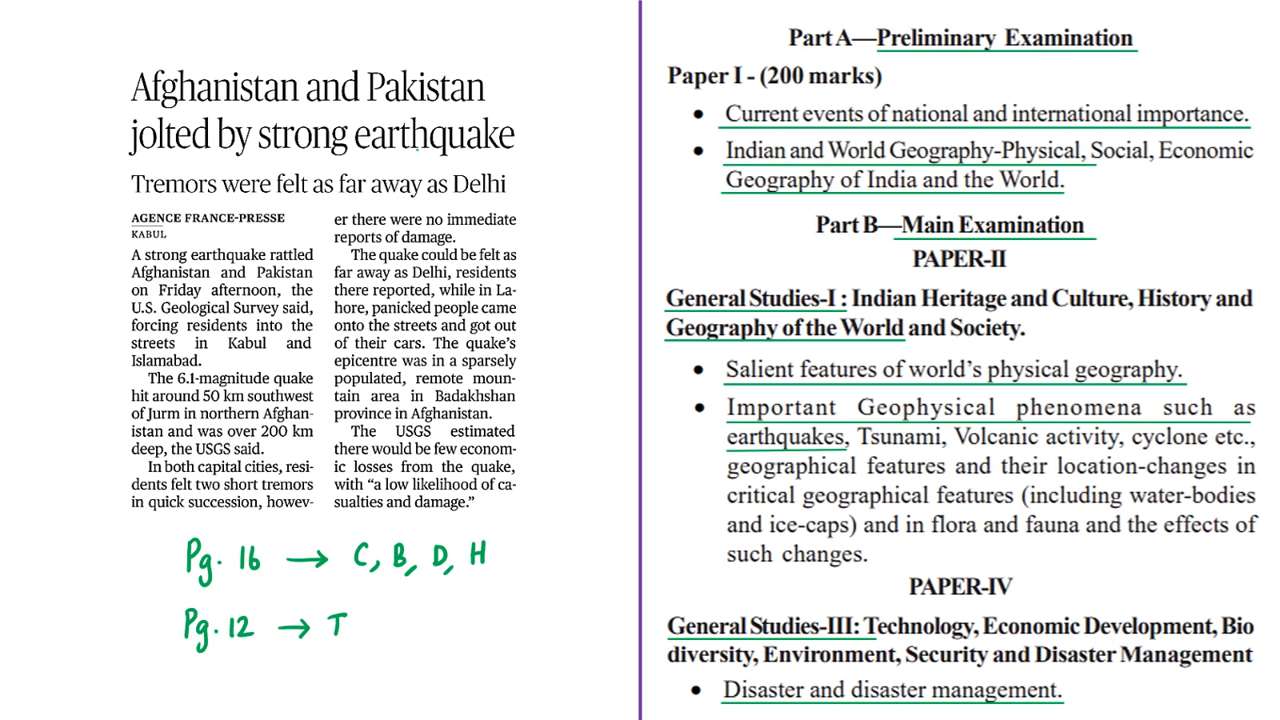 Afghanistan and Pakistan
jolted by strong earthquake
Tremors were felt as far away as Delhi
AGENCE FRANCE-PRESSE
KABUL
A strong earthquake rattled
Afghanistan and Pakistan
on Friday afternoon, the
U.S. Geological Survey said,
forcing residents into the
streets in Kabul and
Islamabad.
The 6.1-magnitude quake
hit around 50 km southwest
of Jurm in northern Afghan-
istan and was over 200 km
deep, the USGS said.
In both capital cities, resi-
dents felt two short tremors
in quick succession, howev-
er there were no immediate
reports of damage.
The quake could be felt as
far away as Delhi, residents
there reported, while in La-
hore, panicked people came
onto the streets and got out
of their cars. The quake's
epicentre was in a sparsely
populated, remote moun-
tain area in Badakhshan
province in Afghanistan.
The USGS estimated
there would be few econom-
ic losses from the quake,
with "a low likelihood of ca-
sualties and damage."
Pg. 16 → C, B, D, H
Pg. 12 → T
Part A—Preliminary Examination
Paper I - (200 marks)
• Current events of national and international importance.
• Indian and World Geography-Physical, Social, Economic
Geography of India and the World.
Part B—Main Examination
PAPER-II
General Studies-I : Indian Heritage and Culture, History and
Geography of the World and Society.
• Salient features of world's physical geography.
• Important Geophysical phenomena such as
earthquakes, Tsunami, Volcanic activity, cyclone etc.,
geographical features and their location-changes in
critical geographical features (including water-bodies
and ice-caps) and in flora and fauna and the effects of
such changes.
PAPER-IV
General Studies-III: Technology, Economic Development, Bio
diversity, Environment, Security and Disaster Management
• Disaster and disaster management.